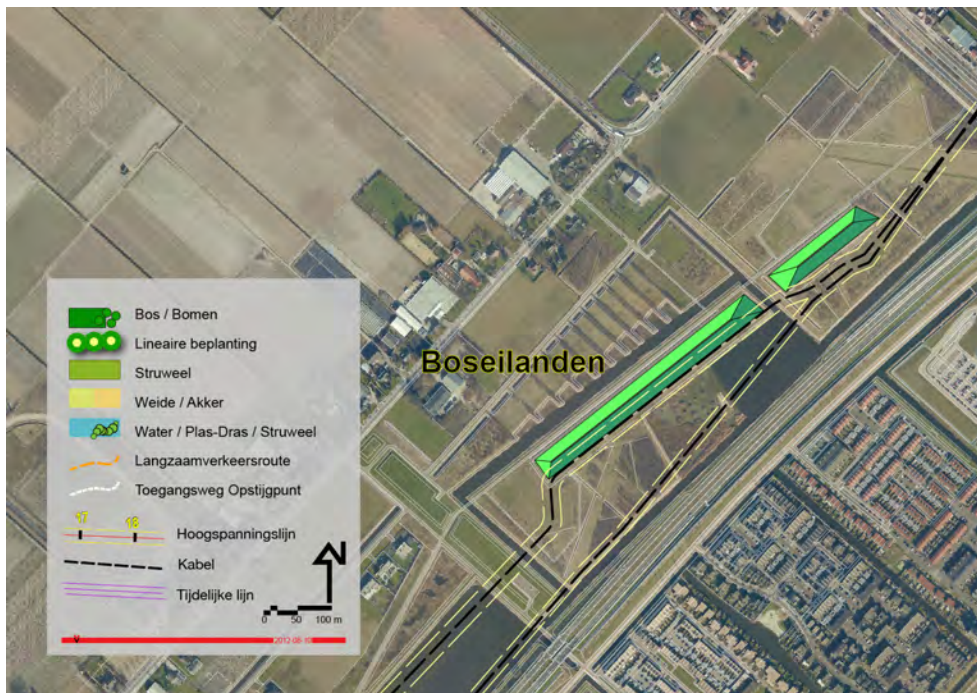 Boseilanden
Bos / Bomen
Lineaire beplanting
Struweel
Weide / Akker
Water / Plas-Dras / Struweel
Langzaamverkeersroute
Toegangsweg Opstijgpunt
17 18
Hoogspanningslijn
Kabel
Tijdelijke lijn
N
0 50 100 m